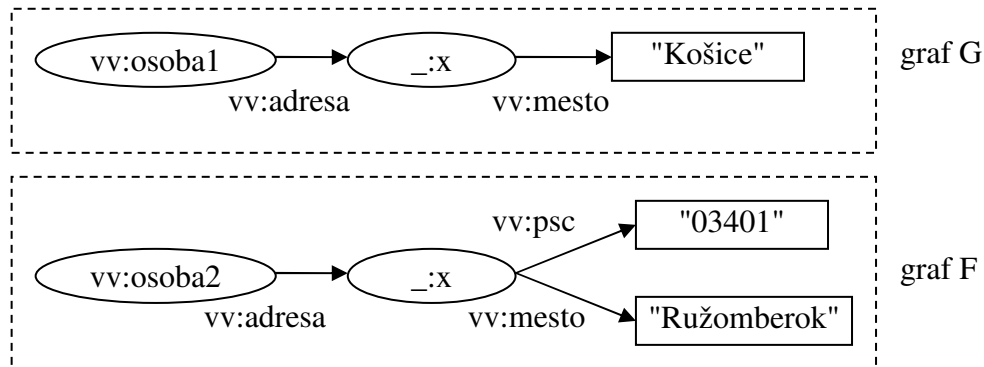 vv:osoba1
_:x
"Košice"
graf G
vv:adresa
vv:mesto
vv:psc
"03401"
vv:osoba2
_:x
graf F
vv:adresa
vv:mesto
"Ružomberok"